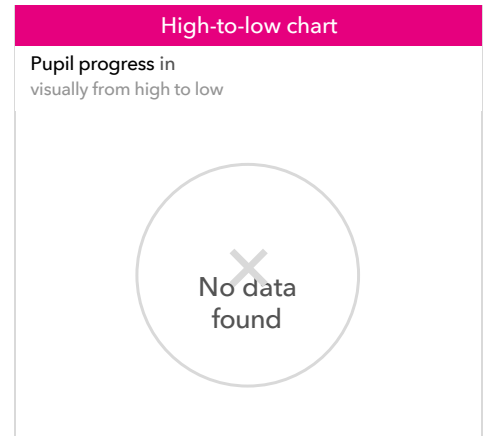 High-to-low chart
Pupil progress in
visually from high to low
No data
found